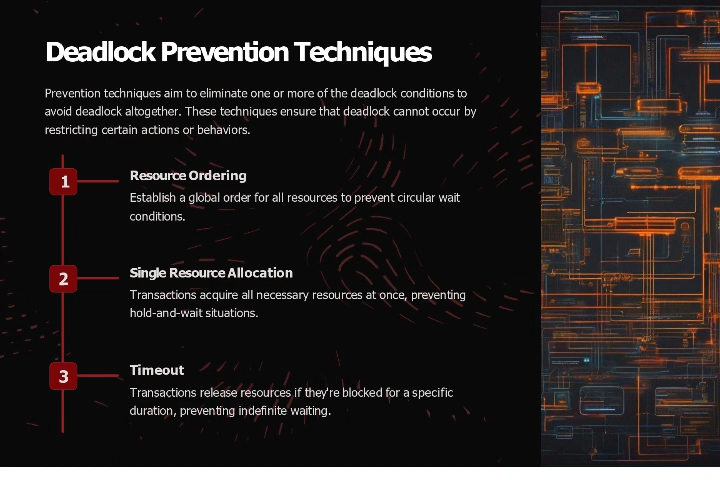 Deadlock Prevention Techniques
Prevention techniques aim to eliminate one or more of the deadlock conditions to
avoid deadlock altogether. These techniques ensure that deadlock cannot occur by
restricting certain actions or behaviors.
1
Resource Ordering
Establish a global order for all resources to prevent circular wait
conditions.
2
Single Resource Allocation
Transactions acquire all necessary resources at once, preventing
hold-and-wait situations.
3
Timeout
Transactions release resources if they're blocked for a specific
duration, preventing indefinite waiting.